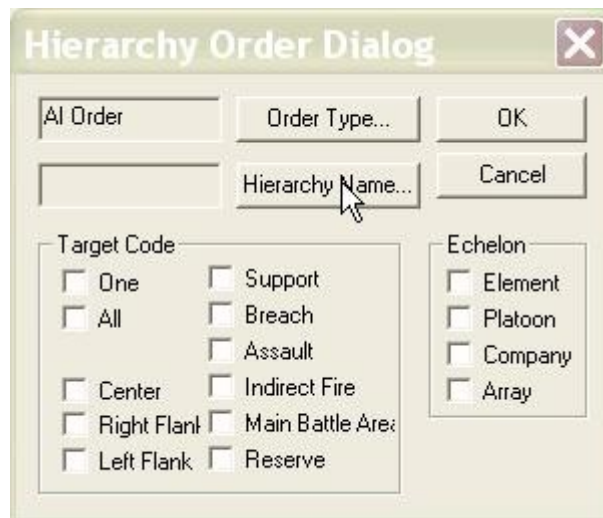 Hierarchy Order Dialog
AI Order
Order Type...
OK
Hierarchy Name...
Cancel
Target Code
One
All
Center
Right Flank
Left Flank
Support
Breach
Assault
Indirect Fire
Main Battle Area
Reserve
Echelon
Element
Platoon
Company
Array